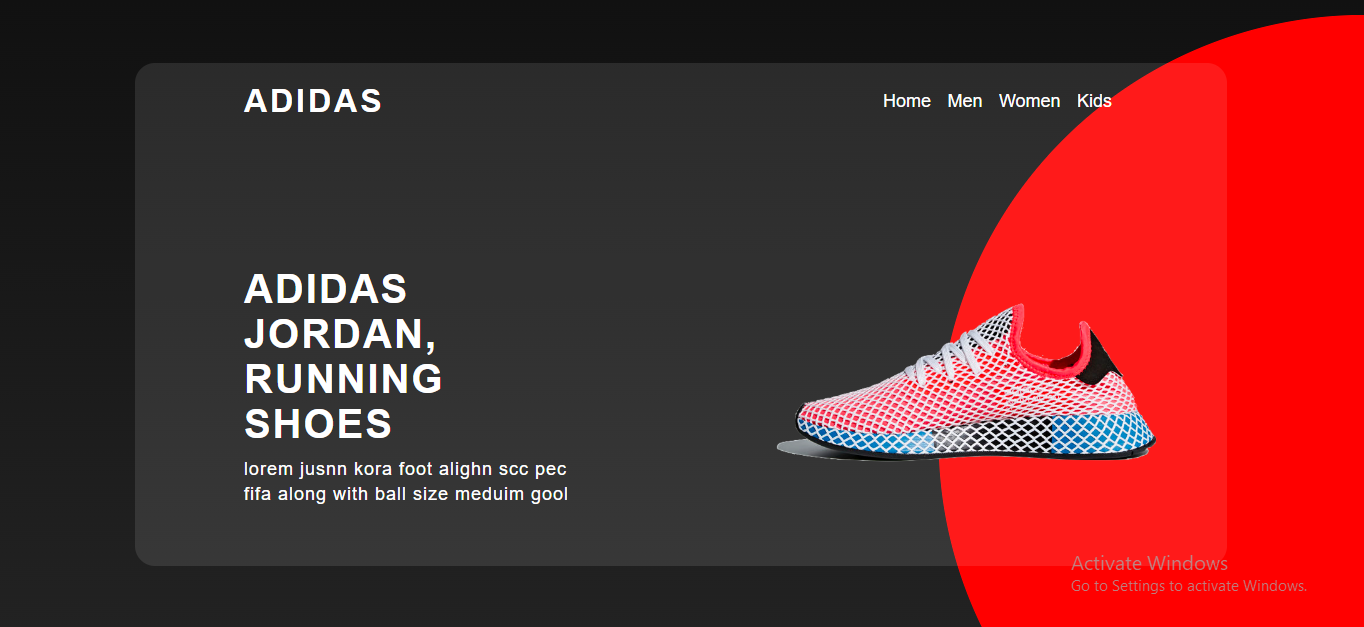 ADIDAS
Home Men Women Kids
ADIDAS
JORDAN,
RUNNING
SHOES
lorem jusnn kora foot alighn scc pec
fifa along with ball size meduim gool
Activate Windows
Go to Settings to activate Windows.